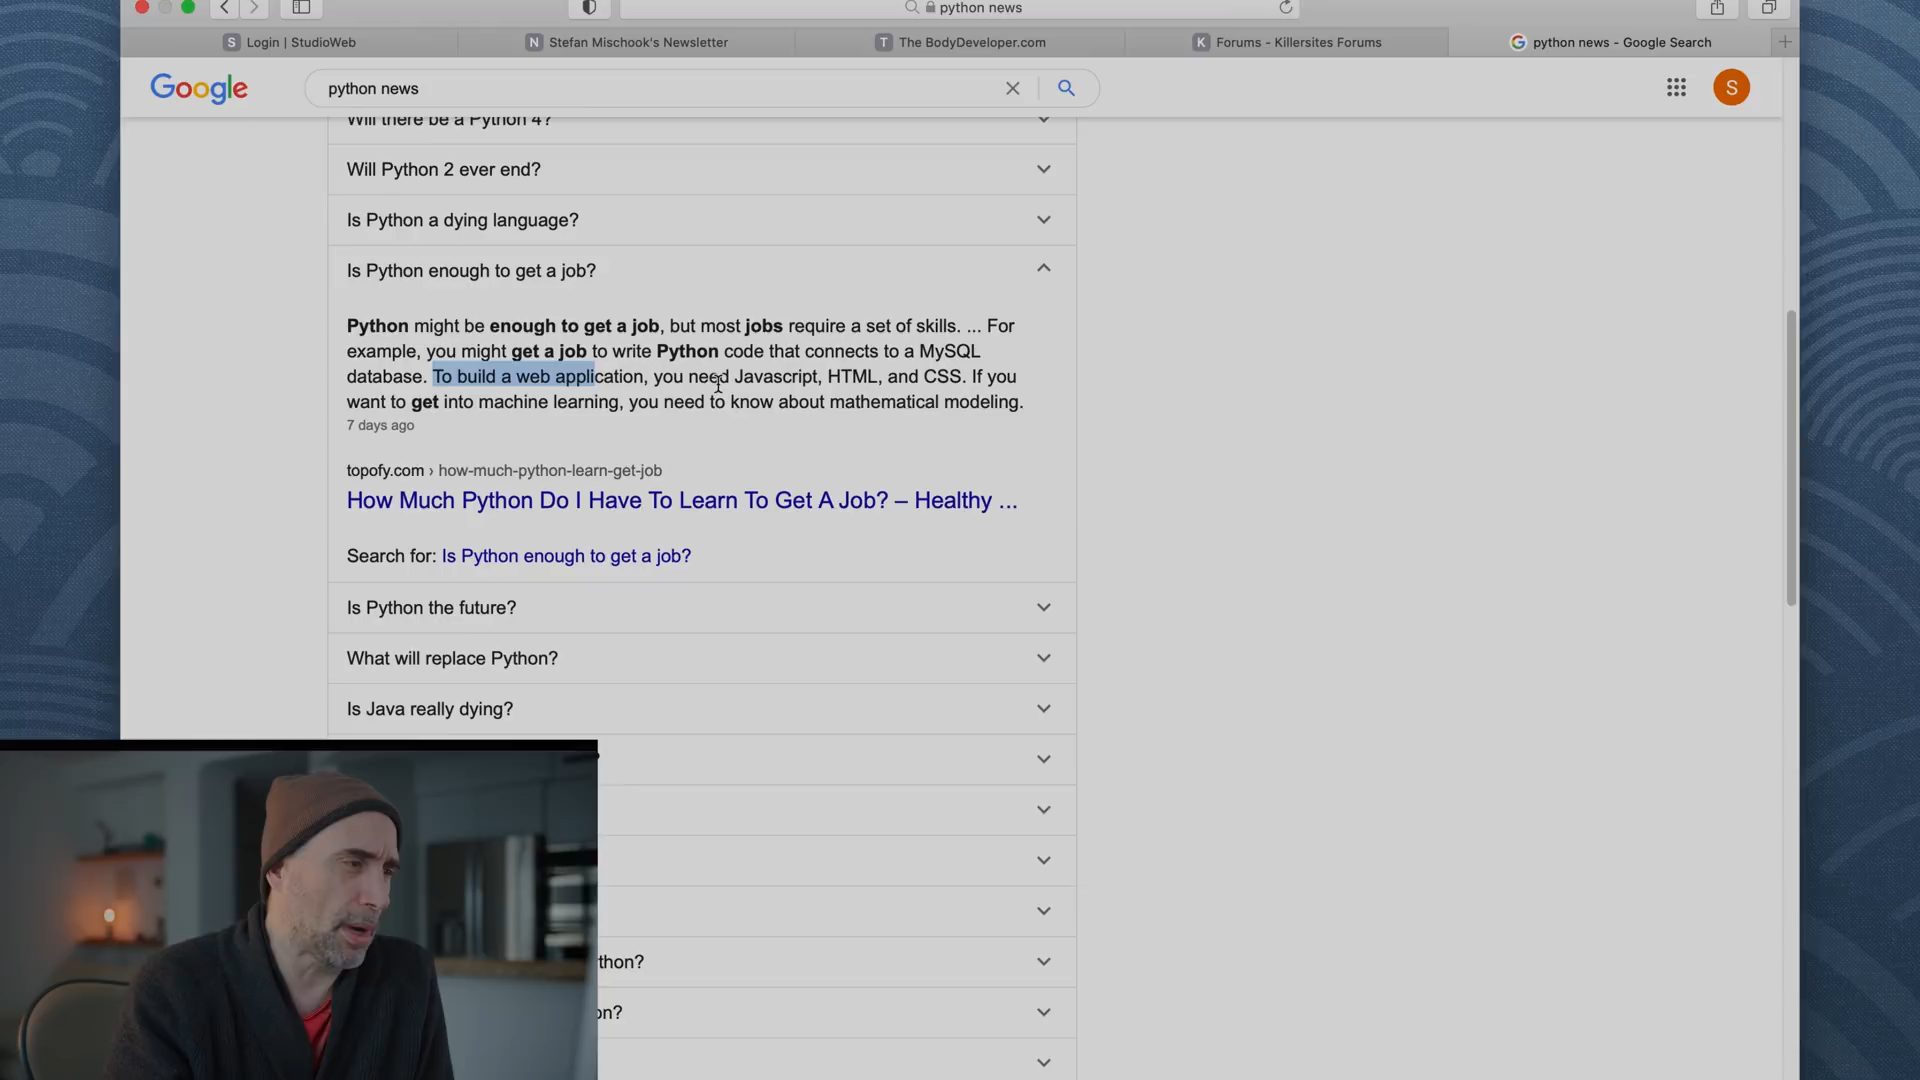 python news
S Login | StudioWeb
N Stefan Mischook's Newsletter
T The BodyDeveloper.com
K Forums - Killersites Forums
G python news - Google Search
Google
python news
S
Will there be a Python 4?
Will Python 2 ever end?
Is Python a dying language?
Is Python enough to get a job?
Python might be enough to get a job, but most jobs require a set of skills. ... For
example, you might get a job to write Python code that connects to a MySQL
database. To build a web application, you need Javascript, HTML, and CSS. If you
want to get into machine learning, you need to know about mathematical modeling.
7 days ago
topofy.com › how-much-python-learn-get-job
How Much Python Do I Have To Learn To Get A Job? – Healthy ...
Search for: Is Python enough to get a job?
Is Python the future?
What will replace Python?
Is Java really dying?
thon?
on?